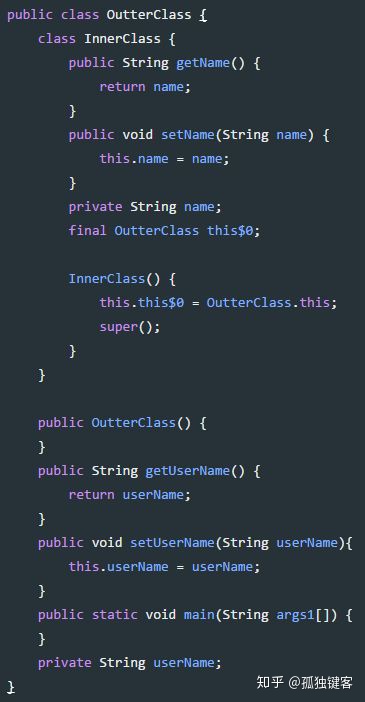 public class OutterClass {
    class InnerClass {
        public String getName() {
            return name;
        }
        public void setName(String name) {
            this.name = name;
        }
        private String name;
        final OutterClass this$0;

        InnerClass() {
            this.this$0 = OutterClass.this;
            super();
        }
    }

    public OutterClass() {
    }
    public String getUserName() {
        return userName;
    }
    public void setUserName(String userName){
        this.userName = userName;
    }
    public static void main(String args1[]) {
    }
    private String userName;
}
知乎 @孤独键客